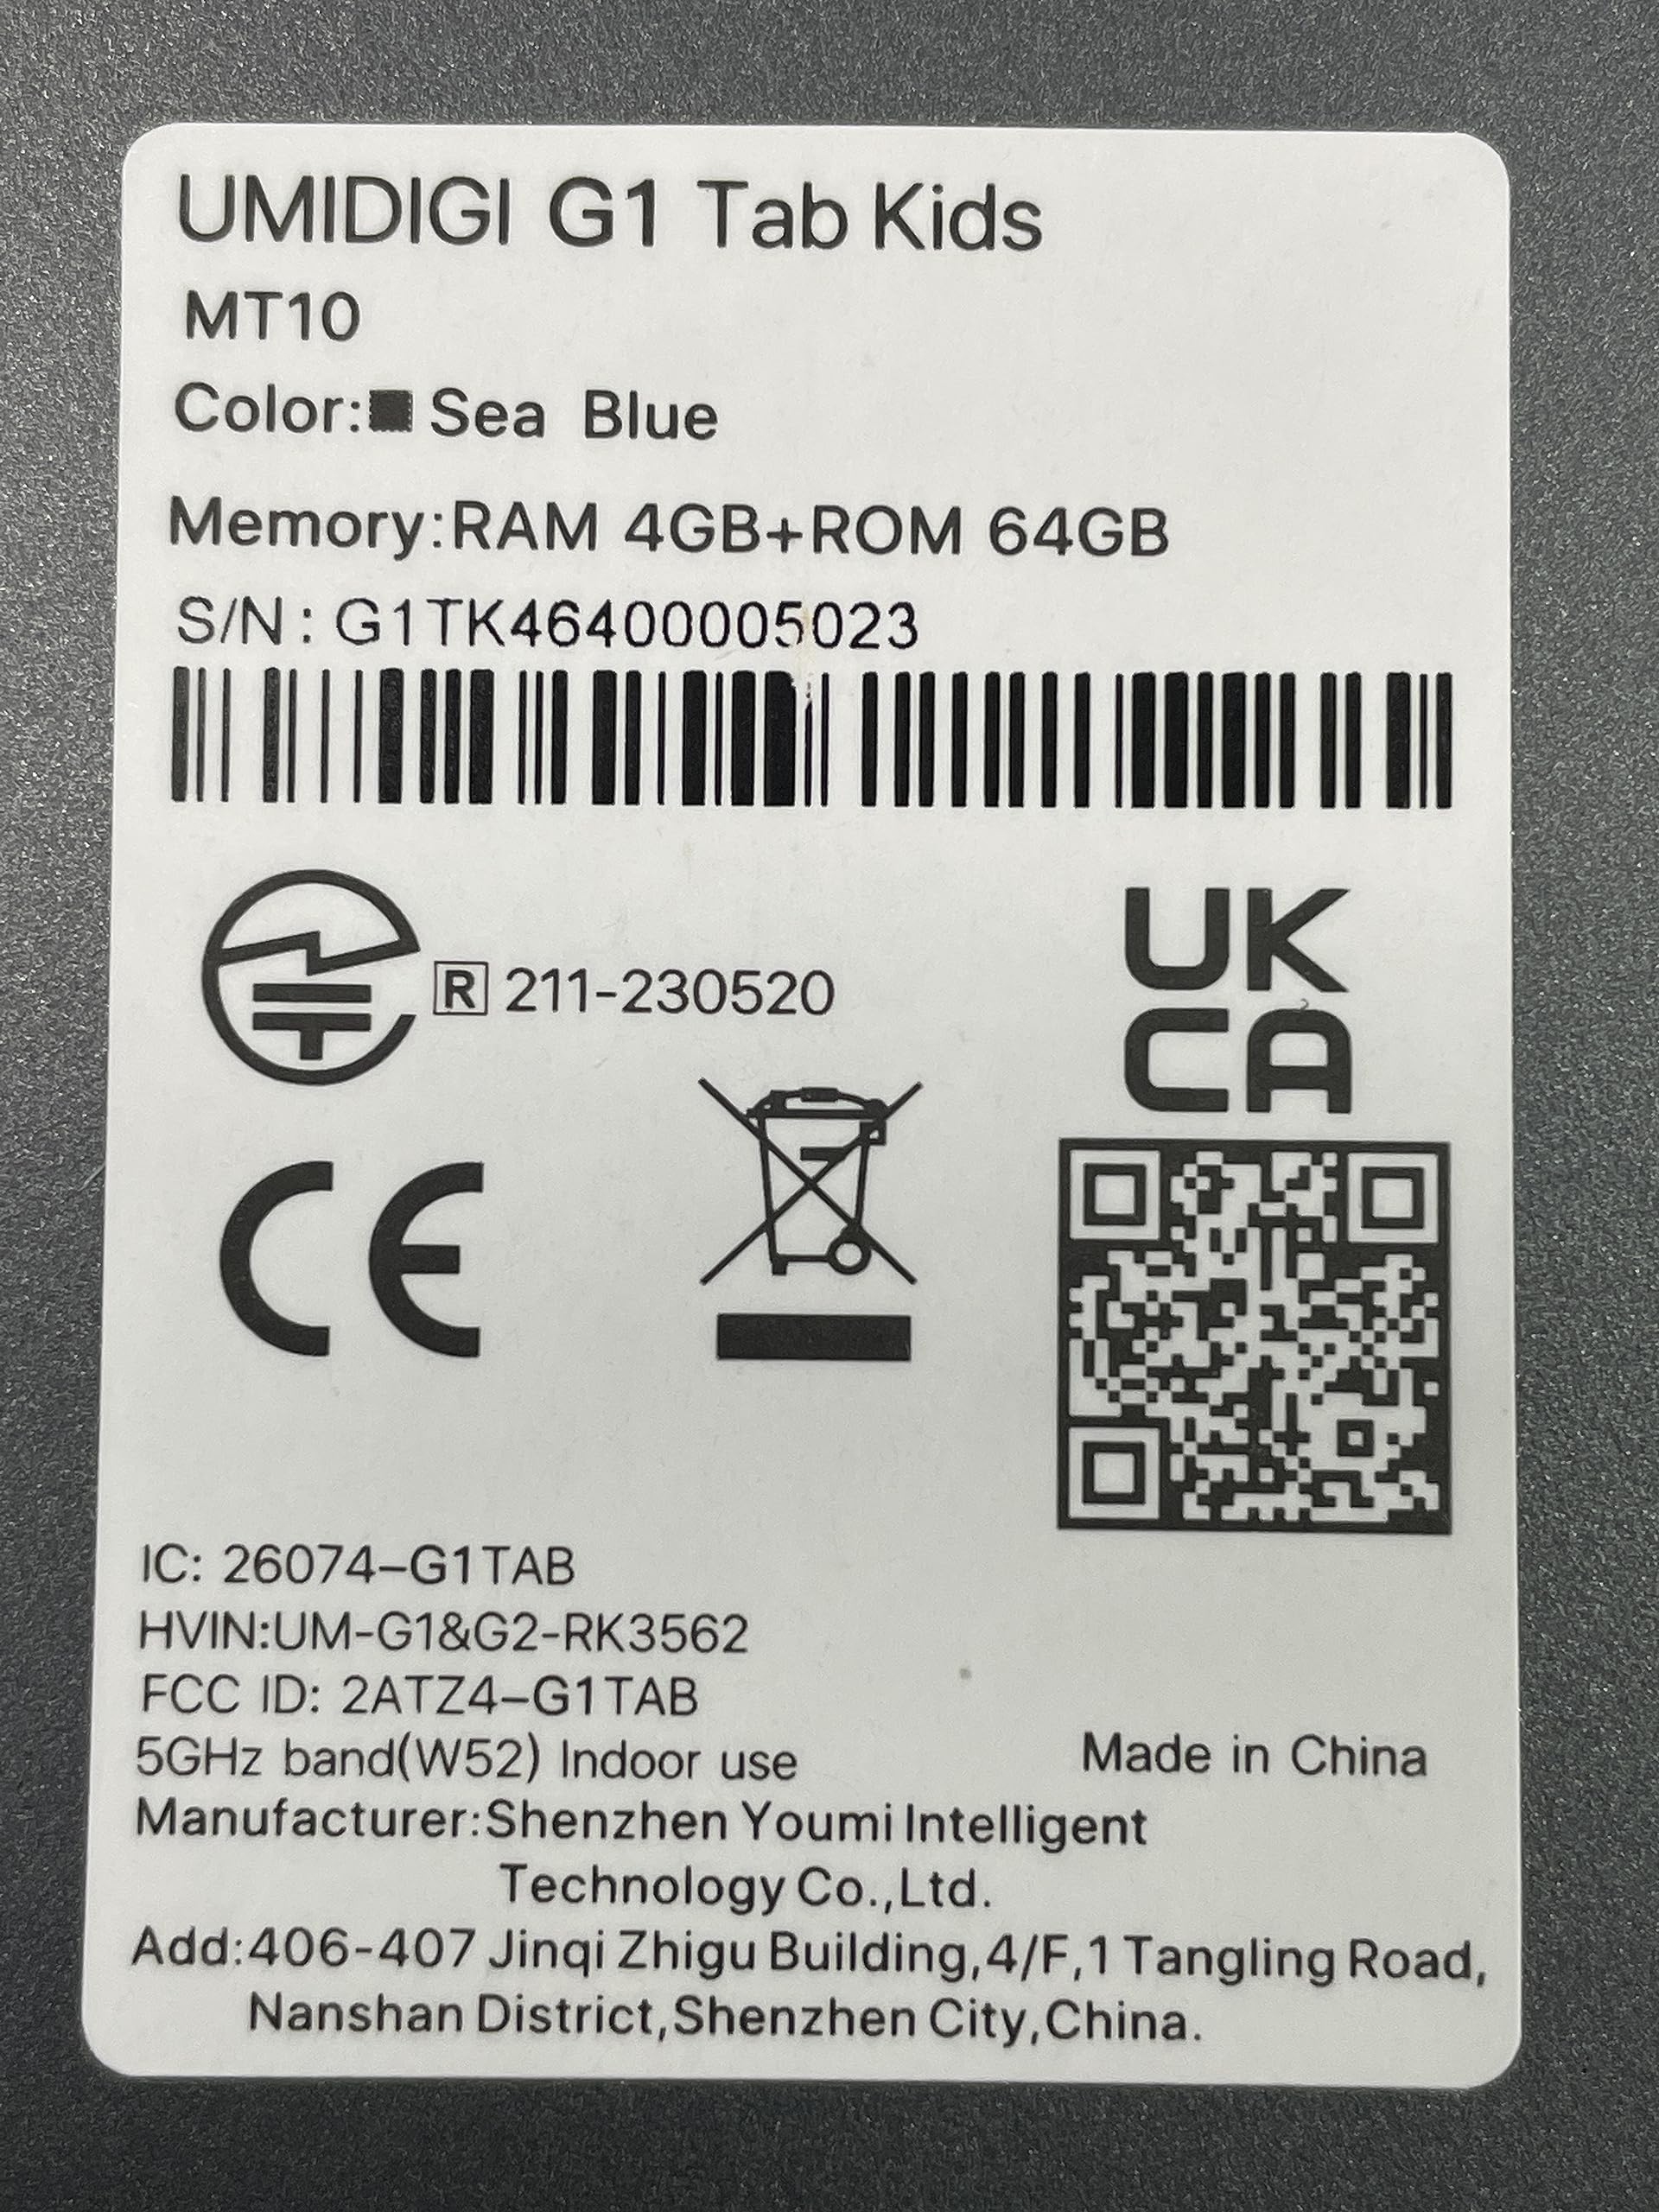 UMIDIGI G1 Tab Kids
MT10
Color:■ Sea Blue
Memory:RAM 4GB+ROM 64GB
S/N: G1TK46400005023
R 211-230520
UK
CA
CE
IC: 26074-G1TAB
HVIN:UM-G1&G2-RK3562
FCC ID: 2ATZ4-G1TAB
5GHz band(W52) Indoor use
Made in China
Manufacturer:Shenzhen Youmi Intelligent
Technology Co.,Ltd.
Add:406-407 Jinqi Zhigu Building,4/F,1 Tangling Road,
Nanshan District,Shenzhen City,China.